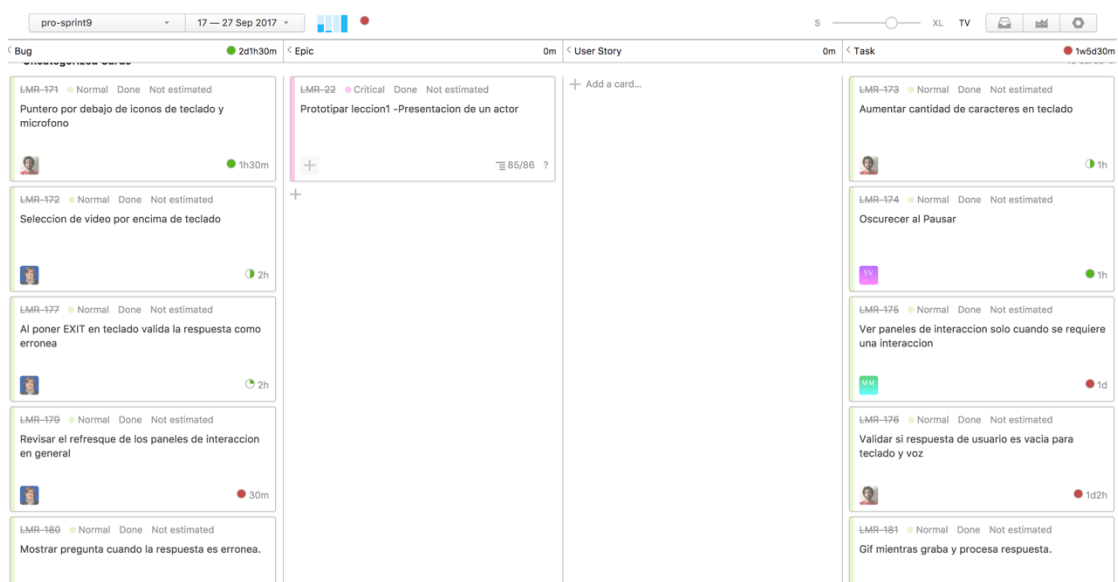 pro-sprint9
17 — 27 Sep 2017
S
XL
TV
Bug
2d1h30m
Epic
0m
User Story
0m
Task
1w5d30m
Uncategorized Cards
LMR-171 Normal Done Not estimated
Puntero por debajo de iconos de teclado y
microfono
1h30m
LMR-172 Normal Done Not estimated
Seleccion de video por encima de teclado
2h
LMR-177 Normal Done Not estimated
Al poner EXIT en teclado valida la respuesta como
erronea
2h
LMR-179 Normal Done Not estimated
Revisar el refresque de los paneles de interaccion
en general
30m
LMR-180 Normal Done Not estimated
Mostrar pregunta cuando la respuesta es erronea.
LMR-22 Critical Done Not estimated
Prototipar leccion1 -Presentacion de un actor
85/86 ?
Add a card...
LMR-173 Normal Done Not estimated
Aumentar cantidad de caracteres en teclado
1h
LMR-174 Normal Done Not estimated
Oscurecer al Pausar
SV
1h
LMR-175 Normal Done Not estimated
Ver paneles de interaccion solo cuando se requiere
una interaccion
MM
1d
LMR-176 Normal Done Not estimated
Validar si respuesta de usuario es vacia para
teclado y voz
1d2h
LMR-181 Normal Done Not estimated
Gif mientras graba y procesa respuesta.